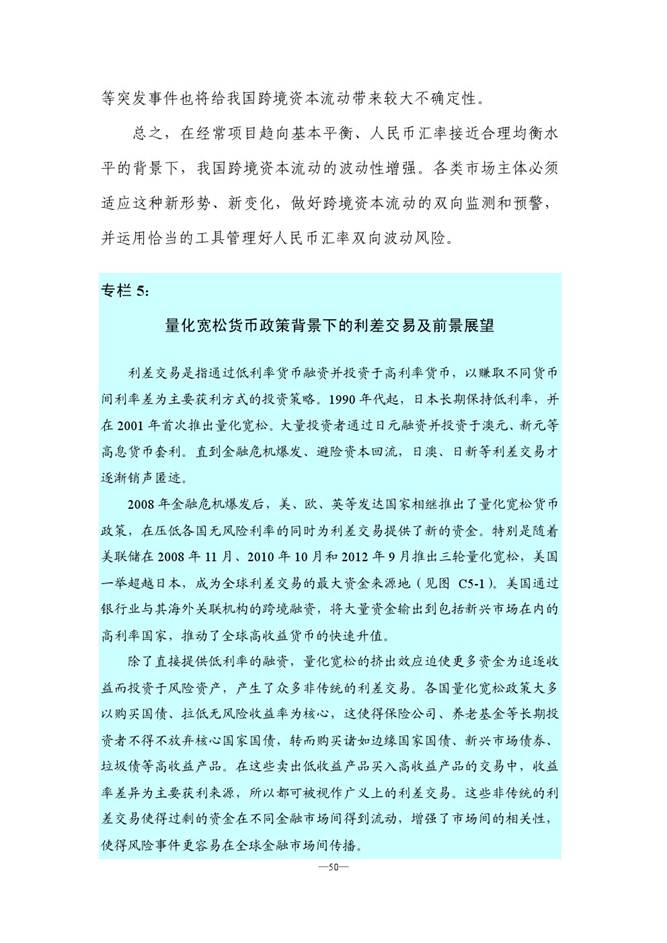 等突发事件也将给我国跨境资本流动带来较大不确定性。
总之，在经常项目趋向基本平衡、人民币汇率接近合理均衡水
平的背景下，我国跨境资本流动的波动性增强。各类市场主体必须
适应这种新形势、新变化，做好跨境资本流动的双向监测和预警，
并运用恰当的工具管理好人民币汇率双向波动风险。
专栏 5：
量化宽松货币政策背景下的利差交易及前景展望
利差交易是指通过低利率货币融资并投资于高利率货币，以赚取不同货币
间利率差为主要获利方式的投资策略。1990 年代起，日本长期保持低利率，并
在 2001 年首次推出量化宽松。大量投资者通过日元融资并投资于澳元、新元等
高息货币套利。直到金融危机爆发、避险资本回流，日澳、日新等利差交易才
逐渐销声匿迹。
2008 年金融危机爆发后，美、欧、英等发达国家相继推出了量化宽松货币
政策，在压低各国无风险利率的同时为利差交易提供了新的资金。特别是随着
美联储在 2008 年 11 月、2010 年 10 月和 2012 年 9 月推出三轮量化宽松，美国
一举超越日本，成为全球利差交易的最大资金来源地（见图 C5-1）。美国通过
银行业与其海外关联机构的跨境融资，将大量资金输出到包括新兴市场在内的
高利率国家，推动了全球高收益货币的快速升值。
除了直接提供低利率的融资，量化宽松的挤出效应迫使更多资金为追逐收
益而投资于风险资产，产生了众多非传统的利差交易。各国量化宽松政策大多
以购买国债、拉低无风险收益率为核心，这使得保险公司、养老基金等长期投
资者不得不放弃核心国家国债，转而购买诸如边缘国家国债、新兴市场债券、
垃圾债等高收益产品。在这些卖出低收益产品买入高收益产品的交易中，收益
率差异为主要获利来源，所以都可被视作广义上的利差交易。这些非传统的利
差交易使得过剩的资金在不同金融市场间得到流动，增强了市场间的相关性，
使得风险事件更容易在全球金融市场间传播。
—50—